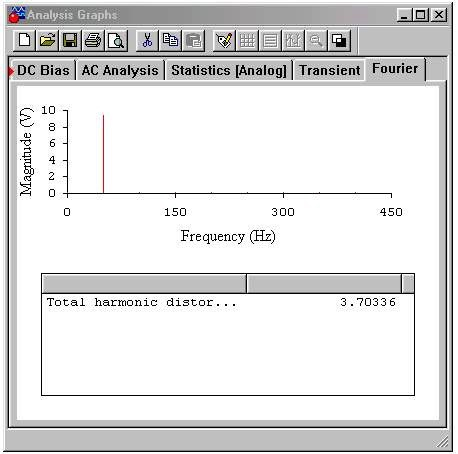 Analysis Graphs
DC Bias AC Analysis Statistics [Analog] Transient Fourier
10
8
6
4
2
0
Magnitude (V)
0 150 300 450
Frequency (Hz)
Total harmonic distor... 3.70336